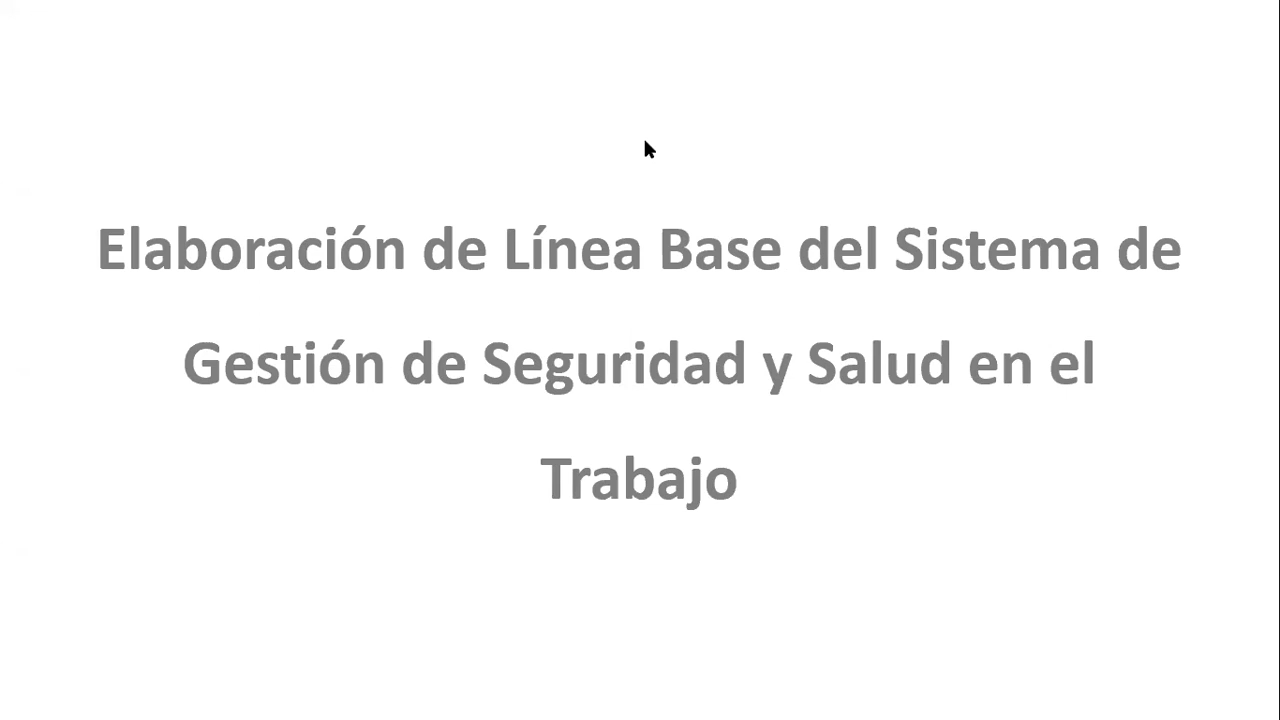 Elaboración de Línea Base del Sistema de
Gestión de Seguridad y Salud en el
Trabajo